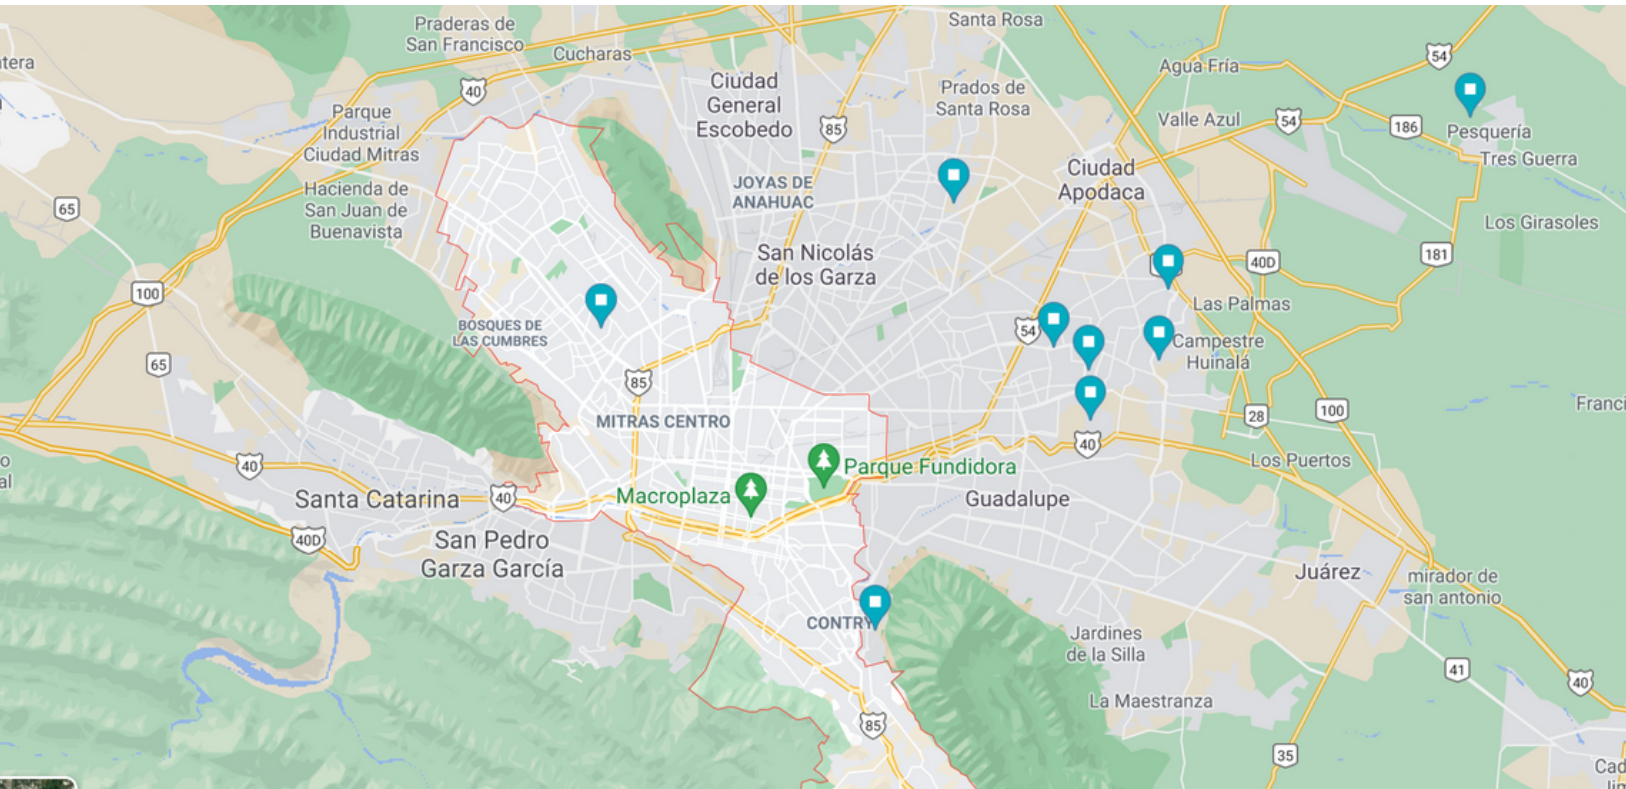 Praderas de
San Francisco
Cucharas
Santa Rosa
54
Agua Fría
tera
40
Ciudad
General
Escobedo
Prados de
Santa Rosa
Valle Azul
54
186
Pesquería
Tres Guerra
Parque
Industrial
Ciudad Mitras
85
Ciudad
Apodaca
Hacienda de
San Juan de
Buenavista
JOYAS DE
ANAHUAC
65
Los Girasoles
San Nicolás
de los Garza
181
40D
100
Las Palmas
BOSQUES DE
LAS CUMBRES
54
Campestre
Huinalá
65
85
MITRAS CENTRO
28
100
Franci
40
40
Parque Fundidora
Los Puertos
o
al
Macroplaza
Santa Catarina
40
Guadalupe
40D
San Pedro
Garza García
Juárez
mirador de
san antonio
CONTRY
Jardines
de la Silla
41
40
La Maestranza
85
35
Cad
Jim